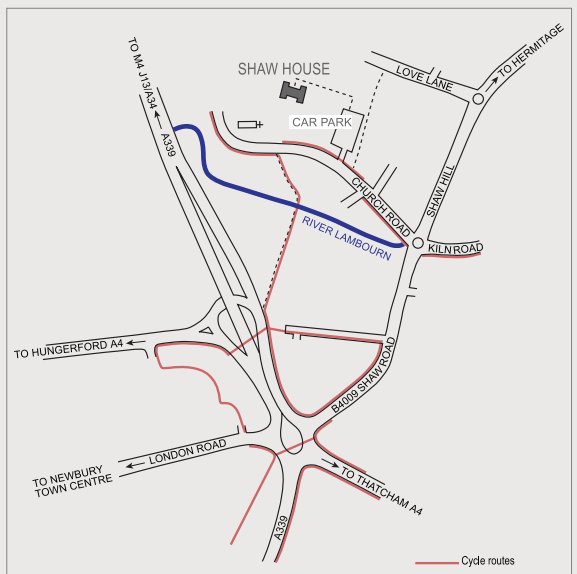 TO M4 J13/A34
A339
SHAW HOUSE
CAR PARK
LOVE LANE
TO HERMITAGE
SHAW HILL
CHURCH ROAD
KILN ROAD
RIVER LAMBOURN
TO HUNGERFORD A4
B4009 SHAW ROAD
LONDON ROAD
TO NEWBURY
TOWN CENTRE
TO THATCHAM A4
A339
Cycle routes